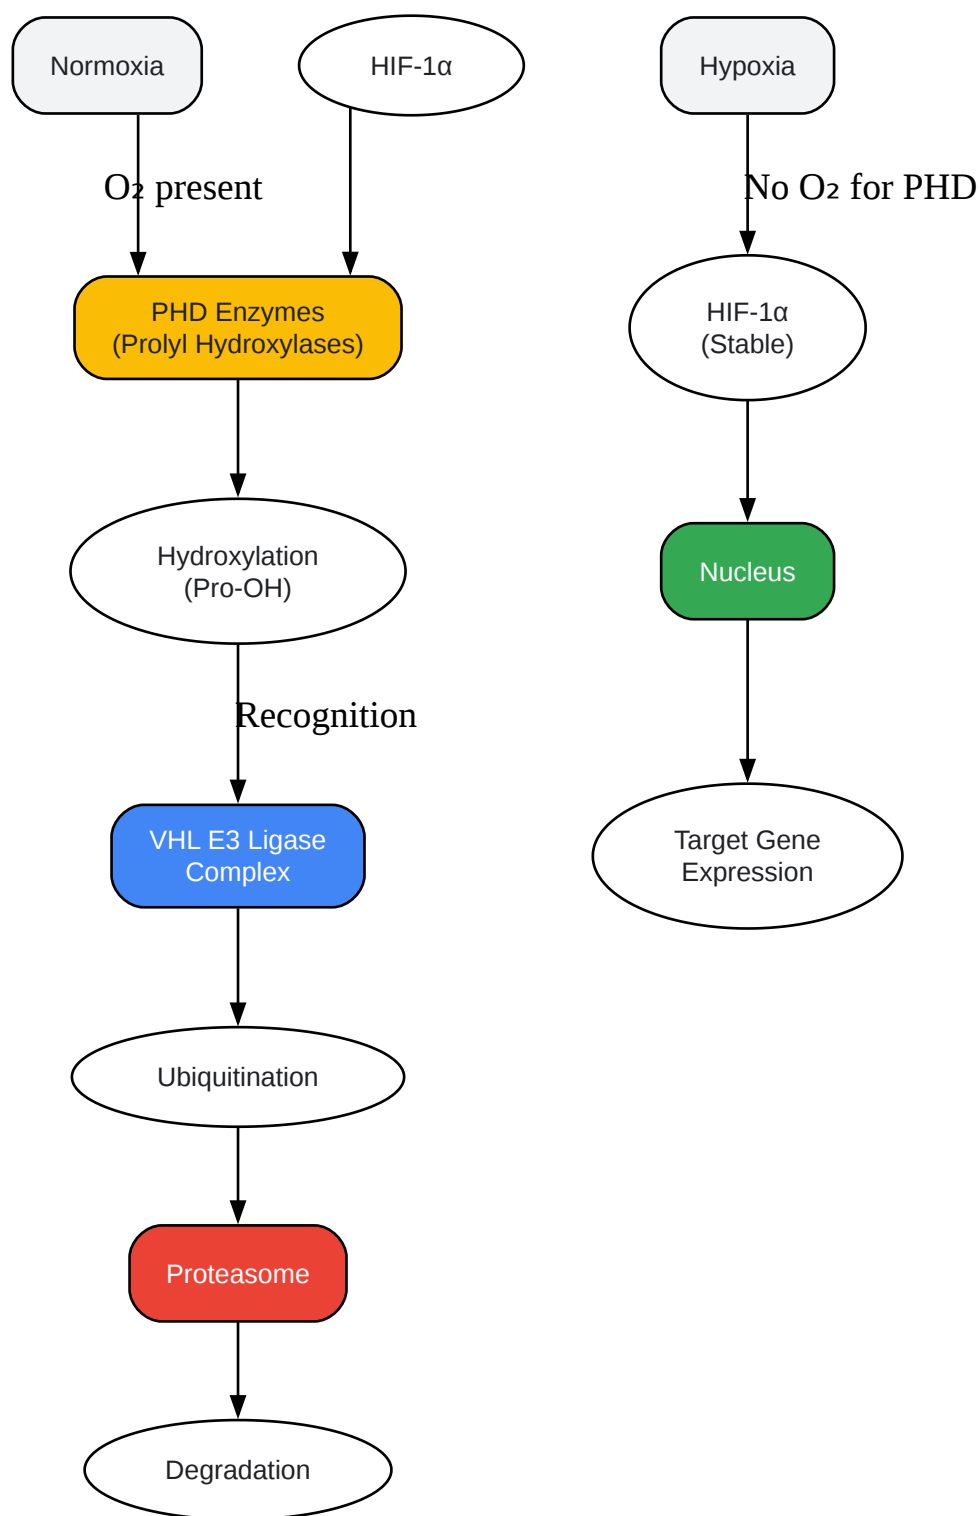 Normoxia
HIF-1α
Hypoxia
O₂ present
No O₂ for PHD
PHD Enzymes
(Prolyl Hydroxylases)
HIF-1α
(Stable)
Hydroxylation
(Pro-OH)
Nucleus
Recognition
VHL E3 Ligase
Complex
Target Gene
Expression
Ubiquitination
Proteasome
Degradation